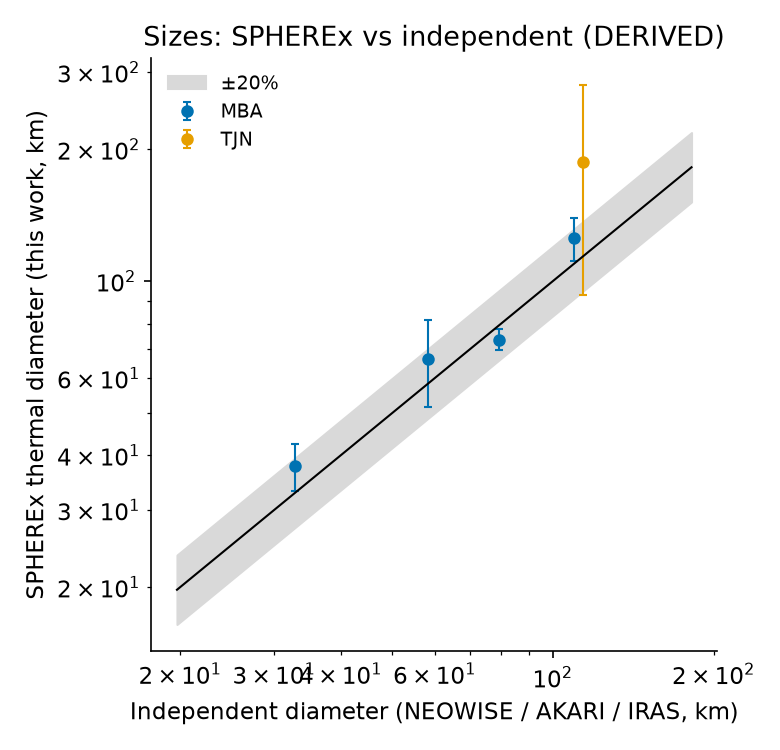 Sizes: SPHEREx vs independent (DERIVED)
±20%
MBA
TJN
SPHEREx thermal diameter (this work, km)
3 × 10²
2 × 10²
10²
6 × 10¹
4 × 10¹
3 × 10¹
2 × 10¹
2 × 10¹ 3 × 10¹ 4 × 10¹ 6 × 10¹ 10² 2 × 10²
Independent diameter (NEOWISE / AKARI / IRAS, km)